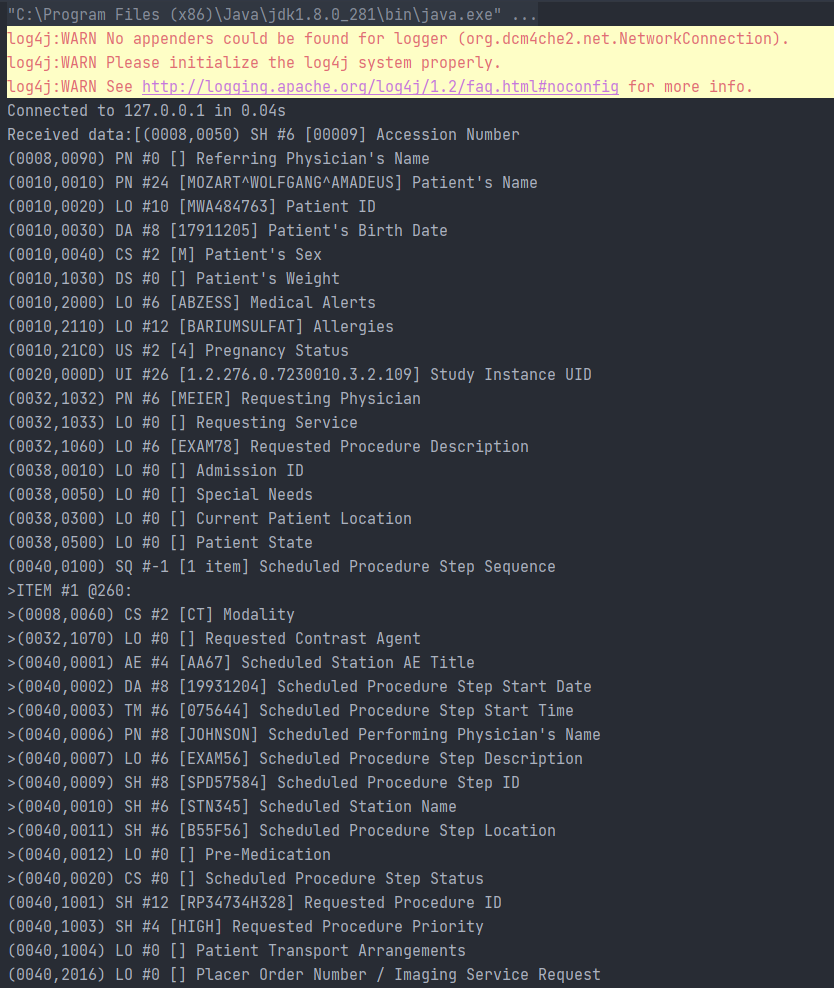 "C:\Program Files (x86)\Java\jdk1.8.0_281\bin\java.exe" ...
log4j:WARN No appenders could be found for logger (org.dcm4che2.net.NetworkConnection).
log4j:WARN Please initialize the log4j system properly.
log4j:WARN See http://logging.apache.org/log4j/1.2/faq.html#noconfig for more info.
Connected to 127.0.0.1 in 0.04s
Received data:[(0008,0050) SH #6 [00009] Accession Number
(0008,0090) PN #0 [] Referring Physician's Name
(0010,0010) PN #24 [MOZART^WOLFGANG^AMADEUS] Patient's Name
(0010,0020) LO #10 [MWA484763] Patient ID
(0010,0030) DA #8 [17911205] Patient's Birth Date
(0010,0040) CS #2 [M] Patient's Sex
(0010,1030) DS #0 [] Patient's Weight
(0010,2000) LO #6 [ABZESS] Medical Alerts
(0010,2110) LO #12 [BARIUMSULFAT] Allergies
(0010,21C0) US #2 [4] Pregnancy Status
(0020,000D) UI #26 [1.2.276.0.7230010.3.2.109] Study Instance UID
(0032,1032) PN #6 [MEIER] Requesting Physician
(0032,1033) LO #0 [] Requesting Service
(0032,1060) LO #6 [EXAM78] Requested Procedure Description
(0038,0010) LO #0 [] Admission ID
(0038,0050) LO #0 [] Special Needs
(0038,0300) LO #0 [] Current Patient Location
(0038,0500) LO #0 [] Patient State
(0040,0100) SQ #-1 [1 item] Scheduled Procedure Step Sequence
>ITEM #1 @260:
>(0008,0060) CS #2 [CT] Modality
>(0032,1070) LO #0 [] Requested Contrast Agent
>(0040,0001) AE #4 [AA67] Scheduled Station AE Title
>(0040,0002) DA #8 [19931204] Scheduled Procedure Step Start Date
>(0040,0003) TM #6 [075644] Scheduled Procedure Step Start Time
>(0040,0006) PN #8 [JOHNSON] Scheduled Performing Physician's Name
>(0040,0007) LO #6 [EXAM56] Scheduled Procedure Step Description
>(0040,0009) SH #8 [SPD57584] Scheduled Procedure Step ID
>(0040,0010) SH #6 [STN345] Scheduled Station Name
>(0040,0011) SH #6 [B55F56] Scheduled Procedure Step Location
>(0040,0012) LO #0 [] Pre-Medication
>(0040,0020) CS #0 [] Scheduled Procedure Step Status
(0040,1001) SH #12 [RP34734H328] Requested Procedure ID
(0040,1003) SH #4 [HIGH] Requested Procedure Priority
(0040,1004) LO #0 [] Patient Transport Arrangements
(0040,2016) LO #0 [] Placer Order Number / Imaging Service Request